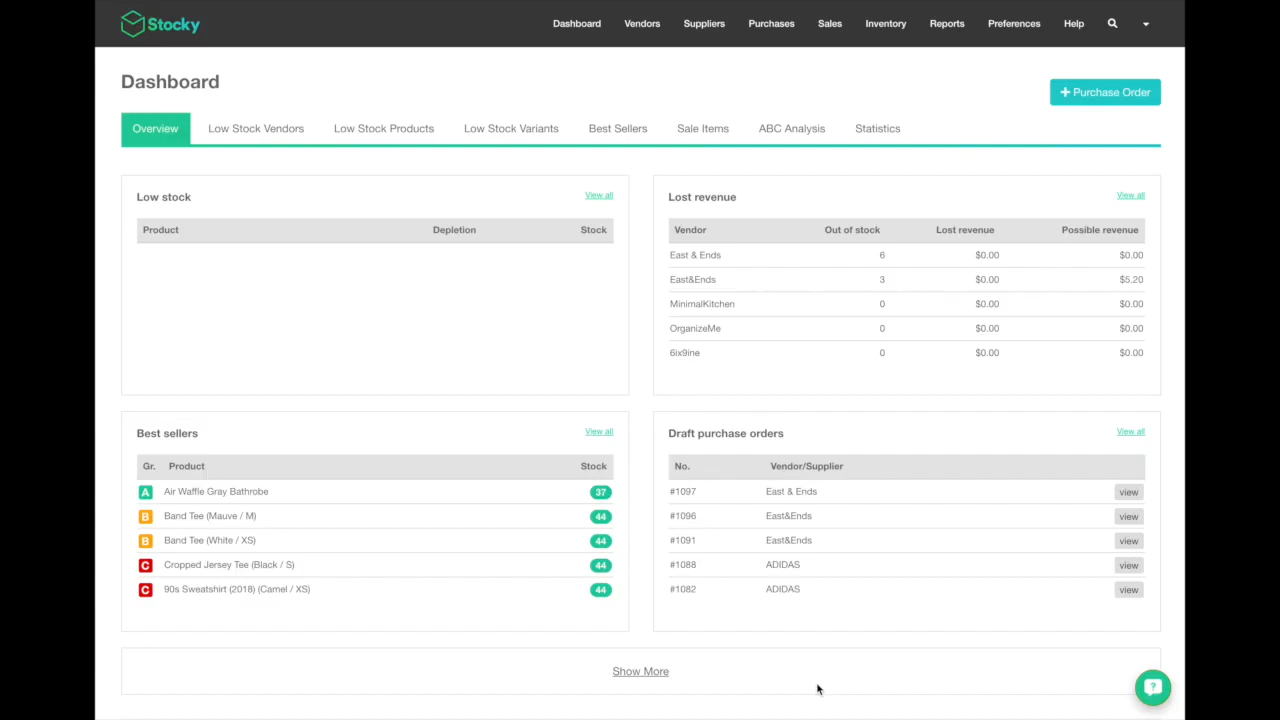 Stocky Dashboard Vendors Suppliers Purchases Sales Inventory Reports Preferences Help
Dashboard
+ Purchase Order
Overview Low Stock Vendors Low Stock Products Low Stock Variants Best Sellers Sale Items ABC Analysis Statistics
Low stock View all
Product Depletion Stock
Lost revenue View all
Vendor Out of stock Lost revenue Possible revenue
East & Ends 6 $0.00 $0.00
East&Ends 3 $0.00 $5.20
MinimalKitchen 0 $0.00 $0.00
OrganizeMe 0 $0.00 $0.00
6ix9ine 0 $0.00 $0.00
Best sellers View all
Gr. Product Stock
A Air Waffle Gray Bathrobe 37
B Band Tee (Mauve / M) 44
B Band Tee (White / XS) 44
C Cropped Jersey Tee (Black / S) 44
C 90s Sweatshirt (2018) (Camel / XS) 44
Draft purchase orders View all
No. Vendor/Supplier
#1097 East & Ends view
#1096 East&Ends view
#1091 East&Ends view
#1088 ADIDAS view
#1082 ADIDAS view
Show More
?